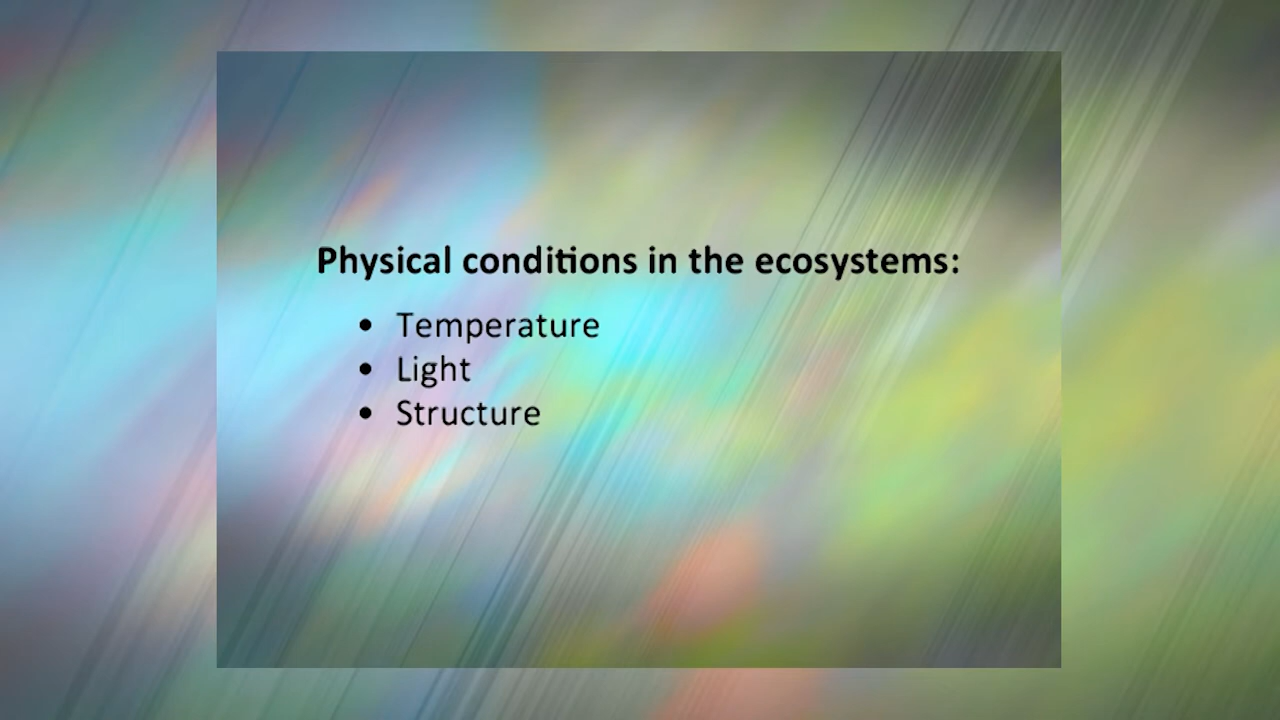 Physical conditions in the ecosystems:
• Temperature
• Light
• Structure